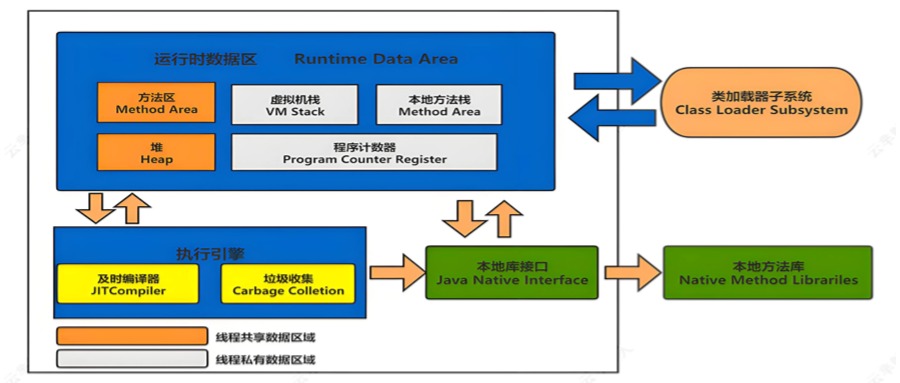 运行时数据区 Runtime Data Area
方法区
Method Area
虚拟机栈
VM Stack
本地方法栈
Method Area
堆
Heap
程序计数器
Program Counter Register
类加载器子系统
Class Loader Subsystem
执行引擎
及时编译器
JITCompiler
垃圾收集
Carbage Colletion
本地库接口
Java Native Interface
本地方法库
Native Method Librariles
线程共享数据区域
线程私有数据区域